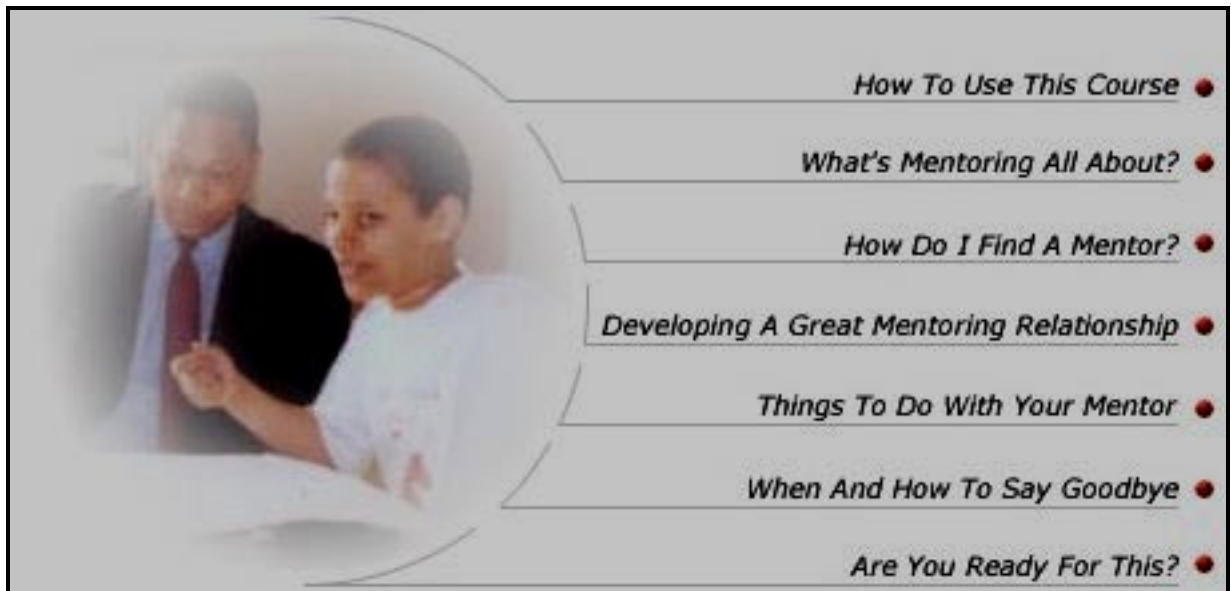 How To Use This Course
What's Mentoring All About?
How Do I Find A Mentor?
Developing A Great Mentoring Relationship
Things To Do With Your Mentor
When And How To Say Goodbye
Are You Ready For This?